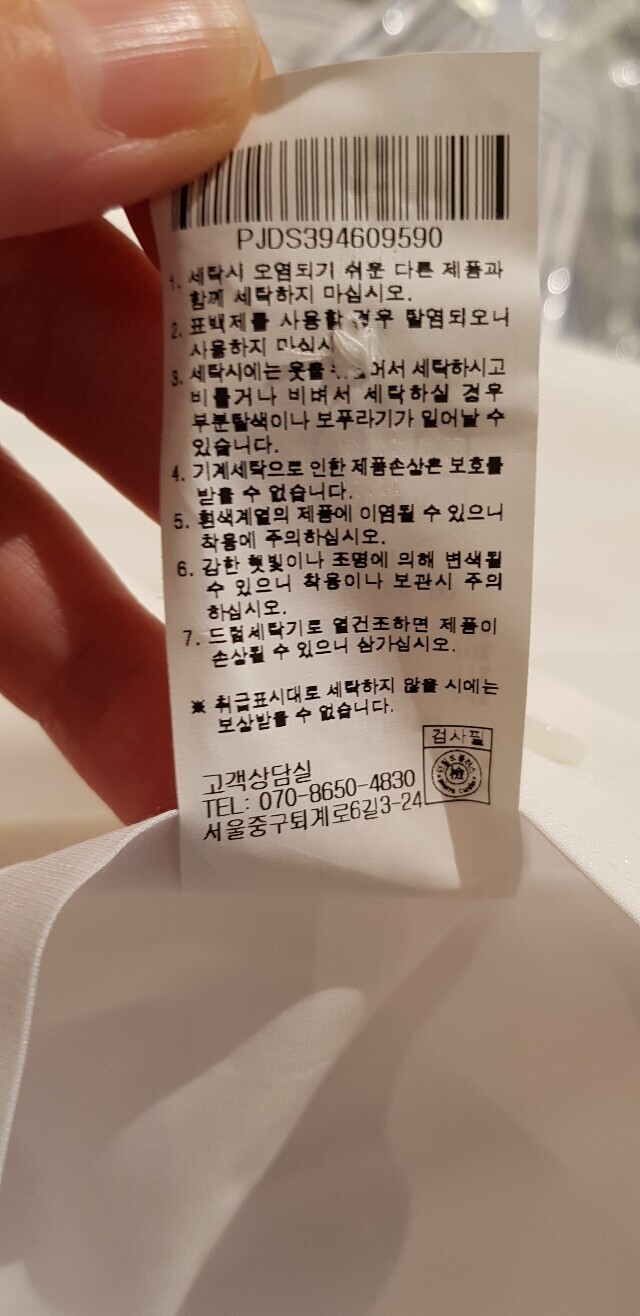 PJDS394609590
1. 세탁시 오염되기 쉬운 다른 제품과
함께 세탁하지 마십시오.
2. 표백제를 사용할 경우 탈염되오니
사용하지 마십시
3. 세탁시에는 옷을 어서 세탁하시고
비틀거나 비벼서 세탁하실 경우
부분탈색이나 보푸라기가 일어날 수
있습니다.
4. 기계세탁으로 인한 제품손상은 보호를
받을 수 없습니다.
5. 흰색계열의 제품에 이염될 수 있으니
착용에 주의하십시오.
6. 강한 햇빛이나 조명에 의해 변색될
수 있으니 착용이나 보관시 주의
하십시오.
7. 드럼세탁기로 열건조하면 제품이
손상될 수 있으니 삼가십시오.
※ 취급표시대로 세탁하지 않을 시에는
보상받을 수 없습니다.
검사필
고객상담실
TEL: 070-8650-4830
서울중구퇴계로6길3-24